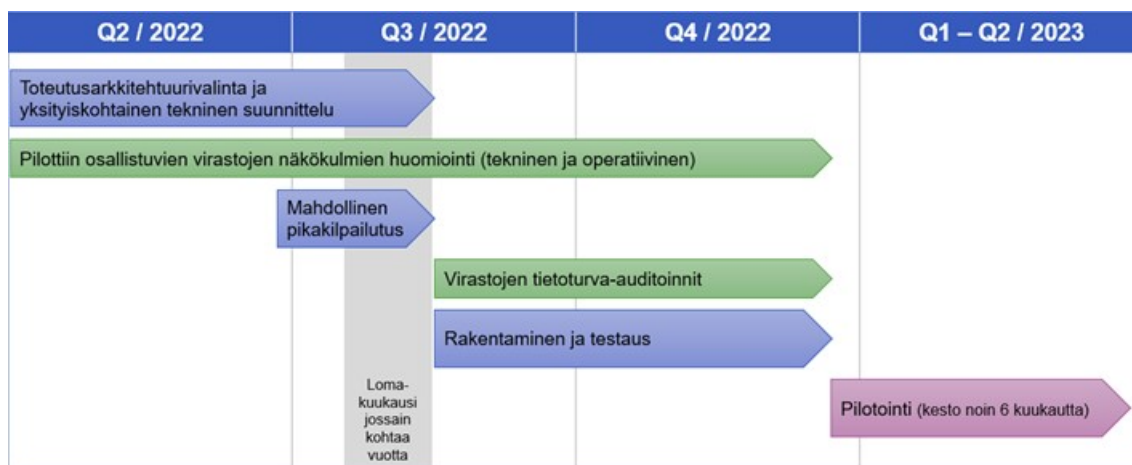 Q2 / 2022
Q3 / 2022
Q4 / 2022
Q1 – Q2 / 2023
Toteutusarkkitehtuurivalinta ja
yksityiskohtainen tekninen suunnittelu
Pilottiin osallistuvien virastojen näkökulmien huomiointi (tekninen ja operatiivinen)
Mahdollinen
pikakilpailutus
Virastojen tietoturva-auditoinnit
Rakentaminen ja testaus
Loma-
kuukausi
jossain
kohtaa
vuotta
Pilotointi (kesto noin 6 kuukautta)